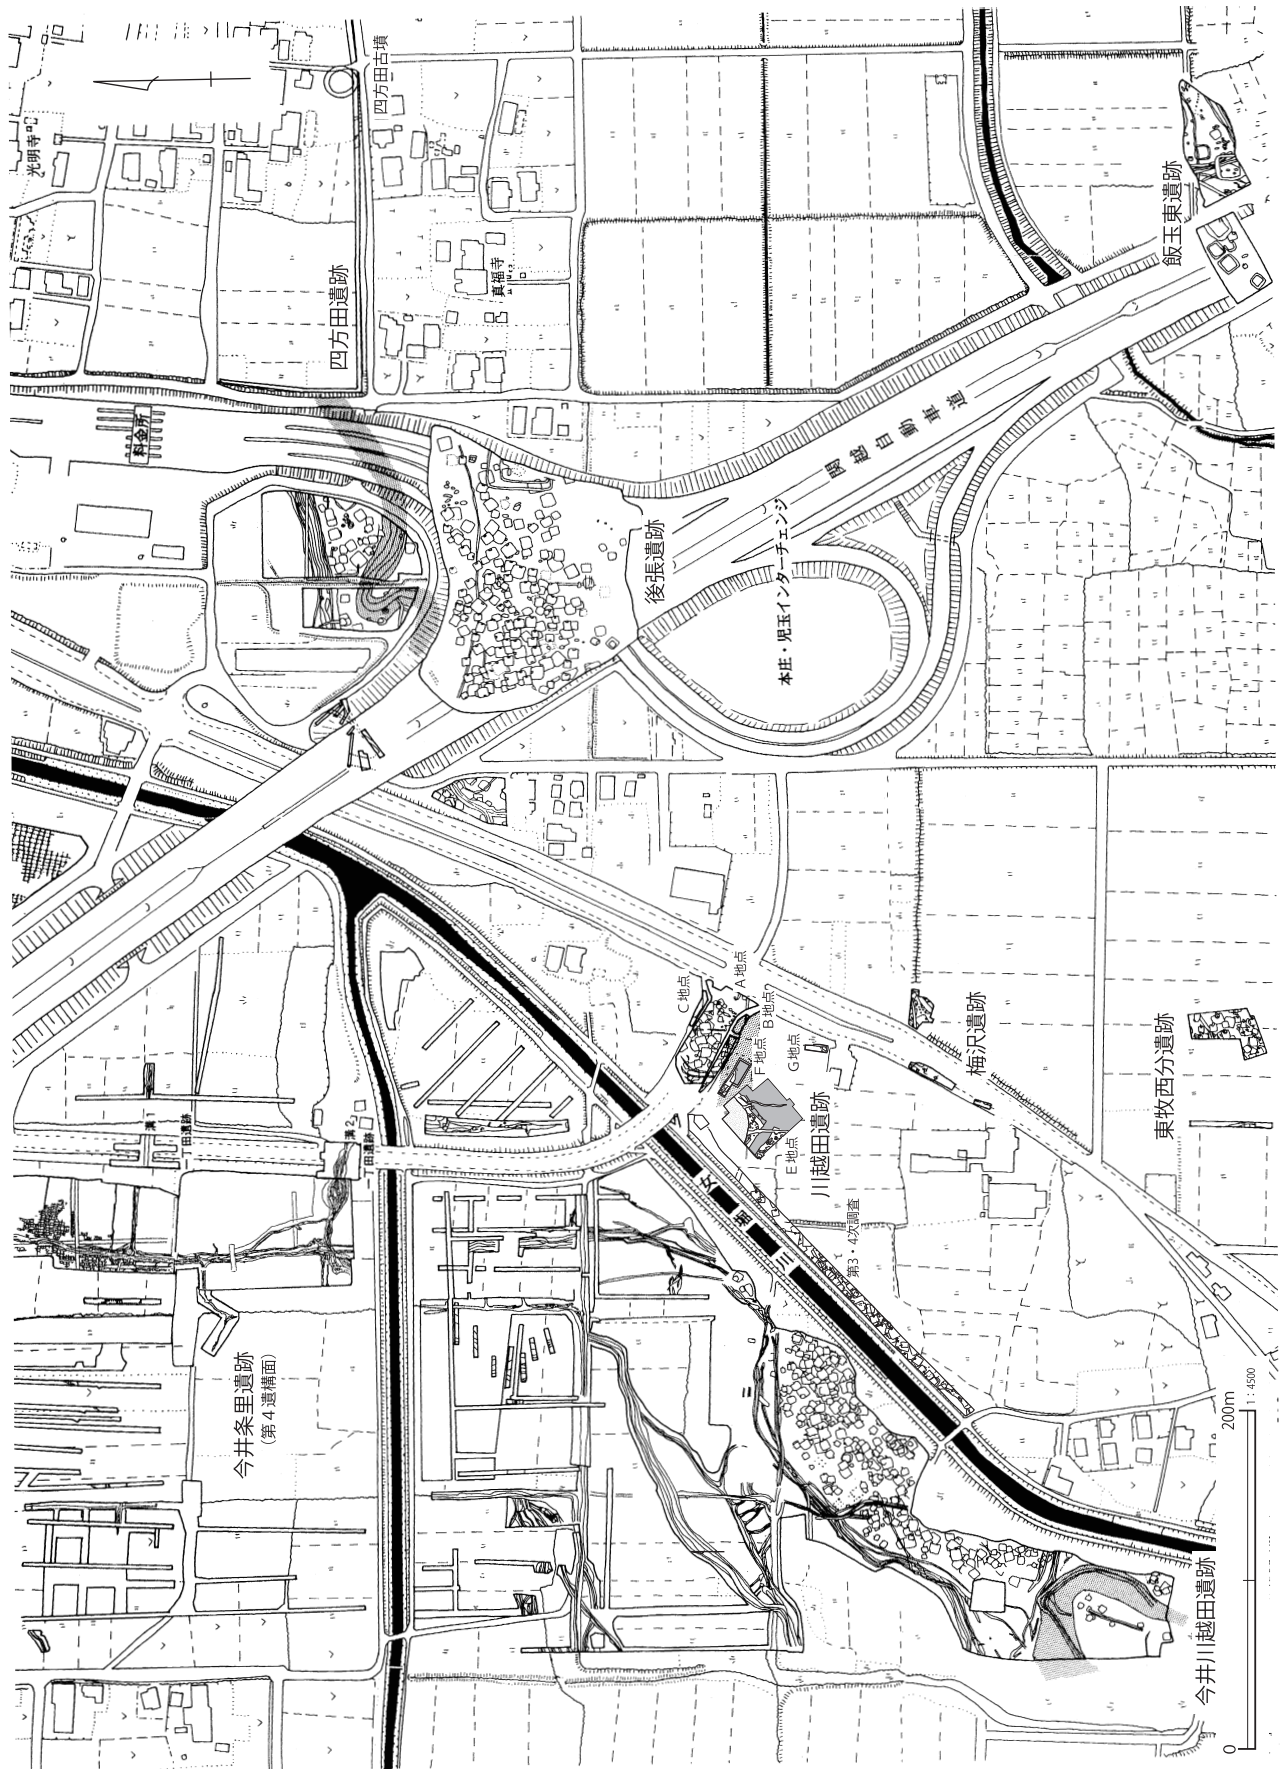 光明寺
四方田古墳
四方田遺跡
真福寺
料金所
飯玉東遺跡
関越自動車道
後張遺跡
本庄・児玉インターチェンジ
C地点
A地点
B地点
F地点
G地点
E地点
川越田遺跡
梅沢遺跡
東牧西分遺跡
溝1
溝2
女堀川
第3・4次調査
今井条里遺跡
(第4遺構面)
今井川越田遺跡
0
200m
1:4500